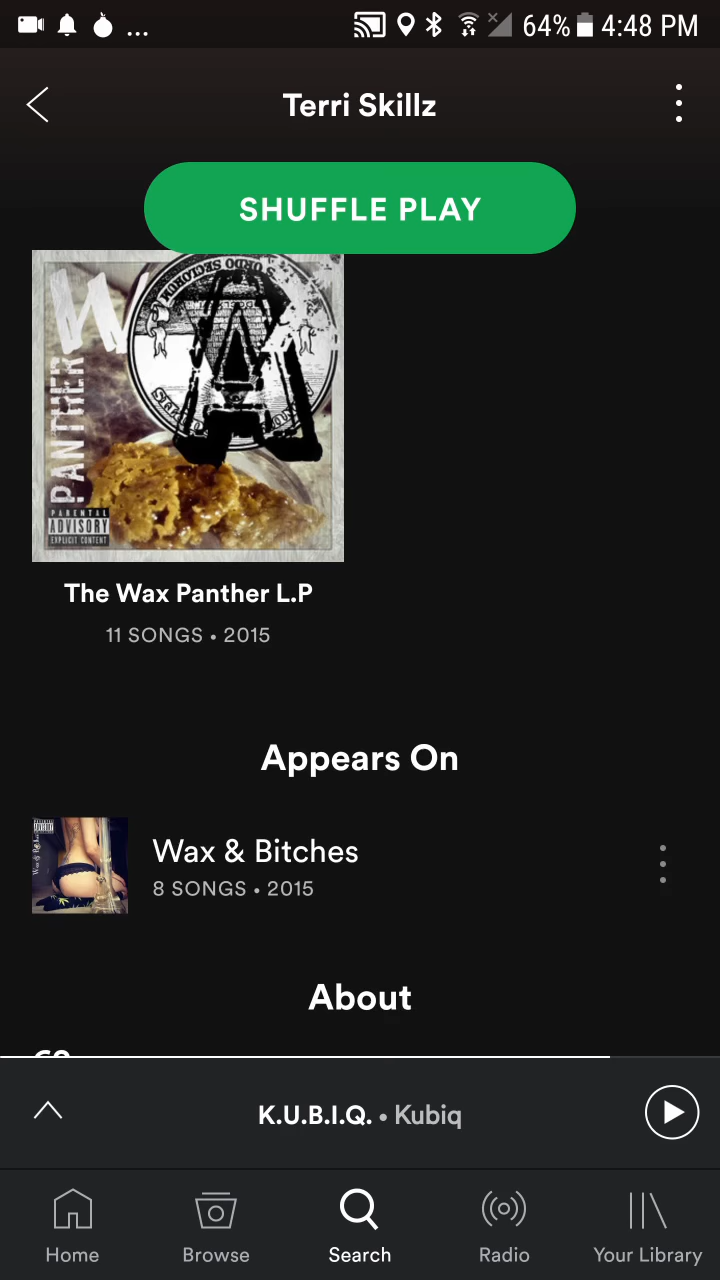 ... 64% 4:48 PM
Terri Skillz
SHUFFLE PLAY
W
PANTHER
PARENTAL
ADVISORY
EXPLICIT CONTENT
The Wax Panther L.P
11 SONGS • 2015
Appears On
Wax & Bitches
8 SONGS • 2015
About
K.U.B.I.Q. • Kubiq
Home Browse Search Radio Your Library